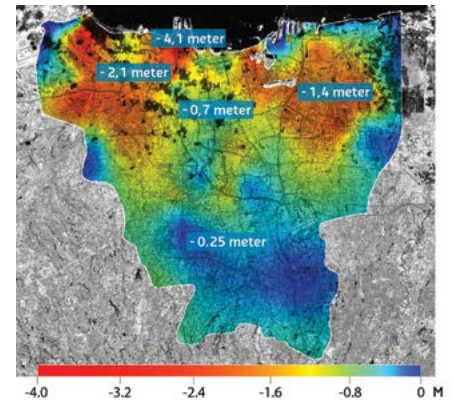 - 4,1 meter
- 2,1 meter
- 0,7 meter
- 1,4 meter
- 0.25 meter
-4.0 -3.2 -2.4 -1.6 -0.8 0 M